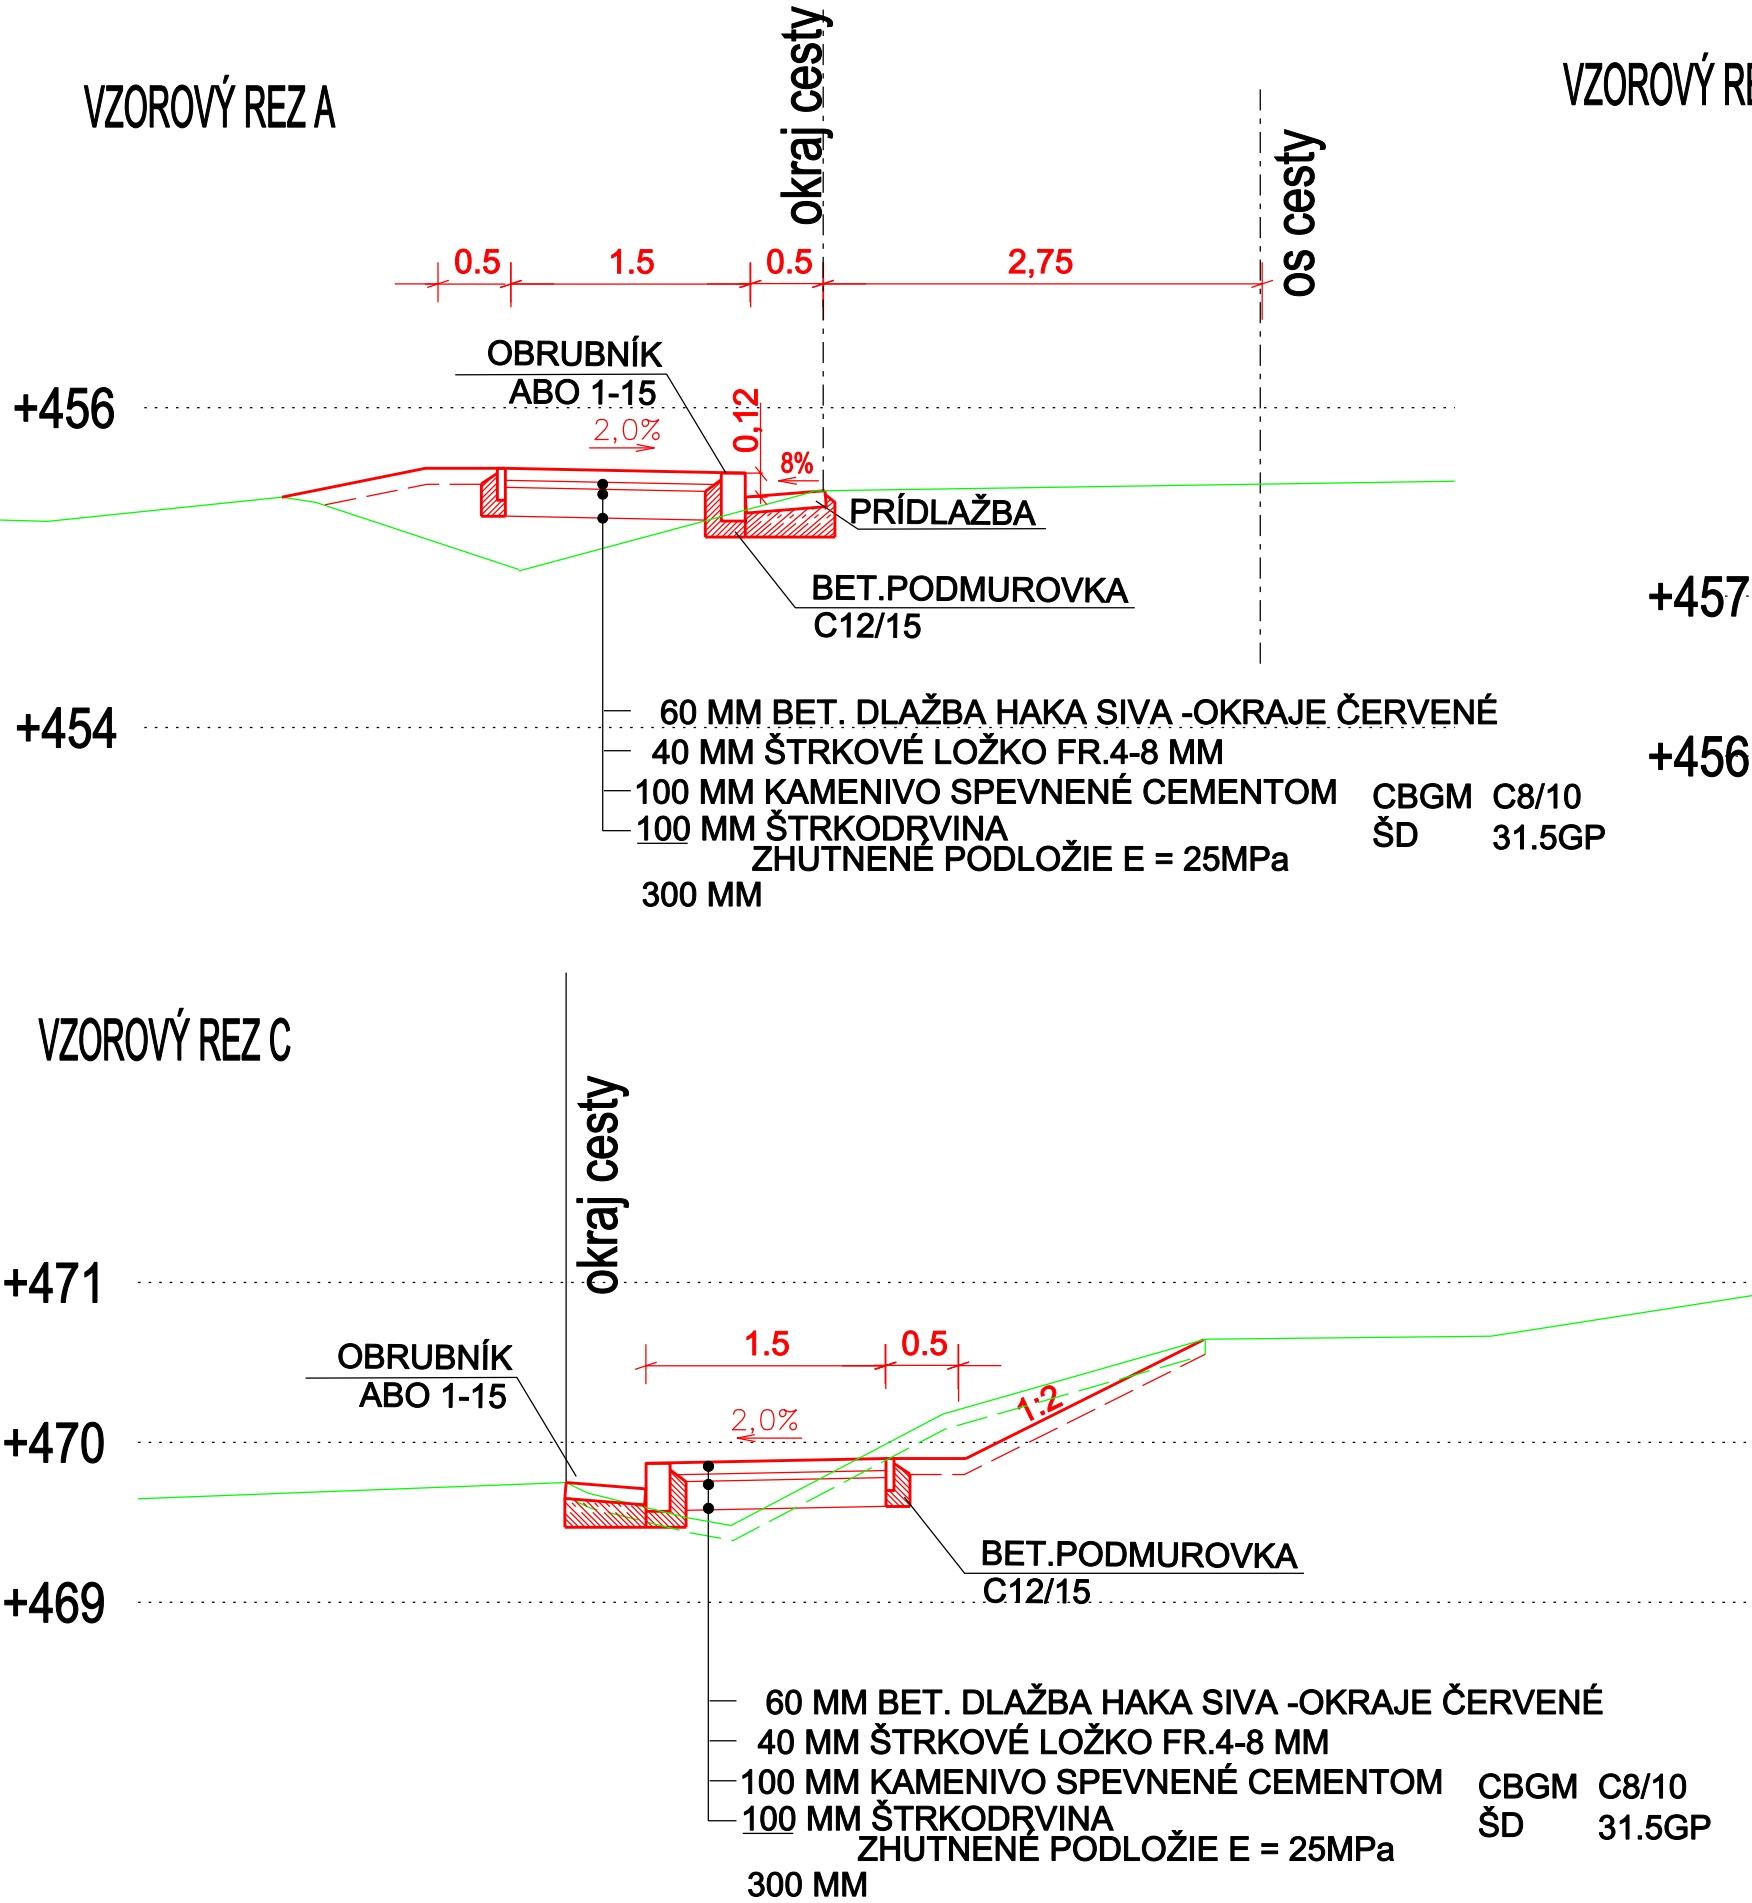 VZOROVÝ REZ A
okraj cesty
os cesty
VZOROVÝ
0.5
1.5
0.5
2,75
OBRUBNÍK
ABO 1-15
+456
2,0%
0,12
8%
PRÍDLAŽBA
BET.PODMUROVKA
C12/15
+457
+454
+456
60 MM BET. DLAŽBA HAKA SIVA -OKRAJE ČERVENÉ
40 MM ŠTRKOVÉ LOŽKO FR.4-8 MM
100 MM KAMENIVO SPEVNENÉ CEMENTOM CBGM C8/10
100 MM ŠTRKODRVINA ŠD 31.5GP
ZHUTNENÉ PODLOŽIE E = 25MPa
300 MM
VZOROVÝ REZ C
okraj cesty
+471
OBRUBNÍK
ABO 1-15
1.5
0.5
1:2
2,0%
+470
BET.PODMUROVKA
C12/15
+469
60 MM BET. DLAŽBA HAKA SIVA -OKRAJE ČERVENÉ
40 MM ŠTRKOVÉ LOŽKO FR.4-8 MM
100 MM KAMENIVO SPEVNENÉ CEMENTOM CBGM C8/10
100 MM ŠTRKODRVINA ŠD 31.5GP
ZHUTNENÉ PODLOŽIE E = 25MPa
300 MM